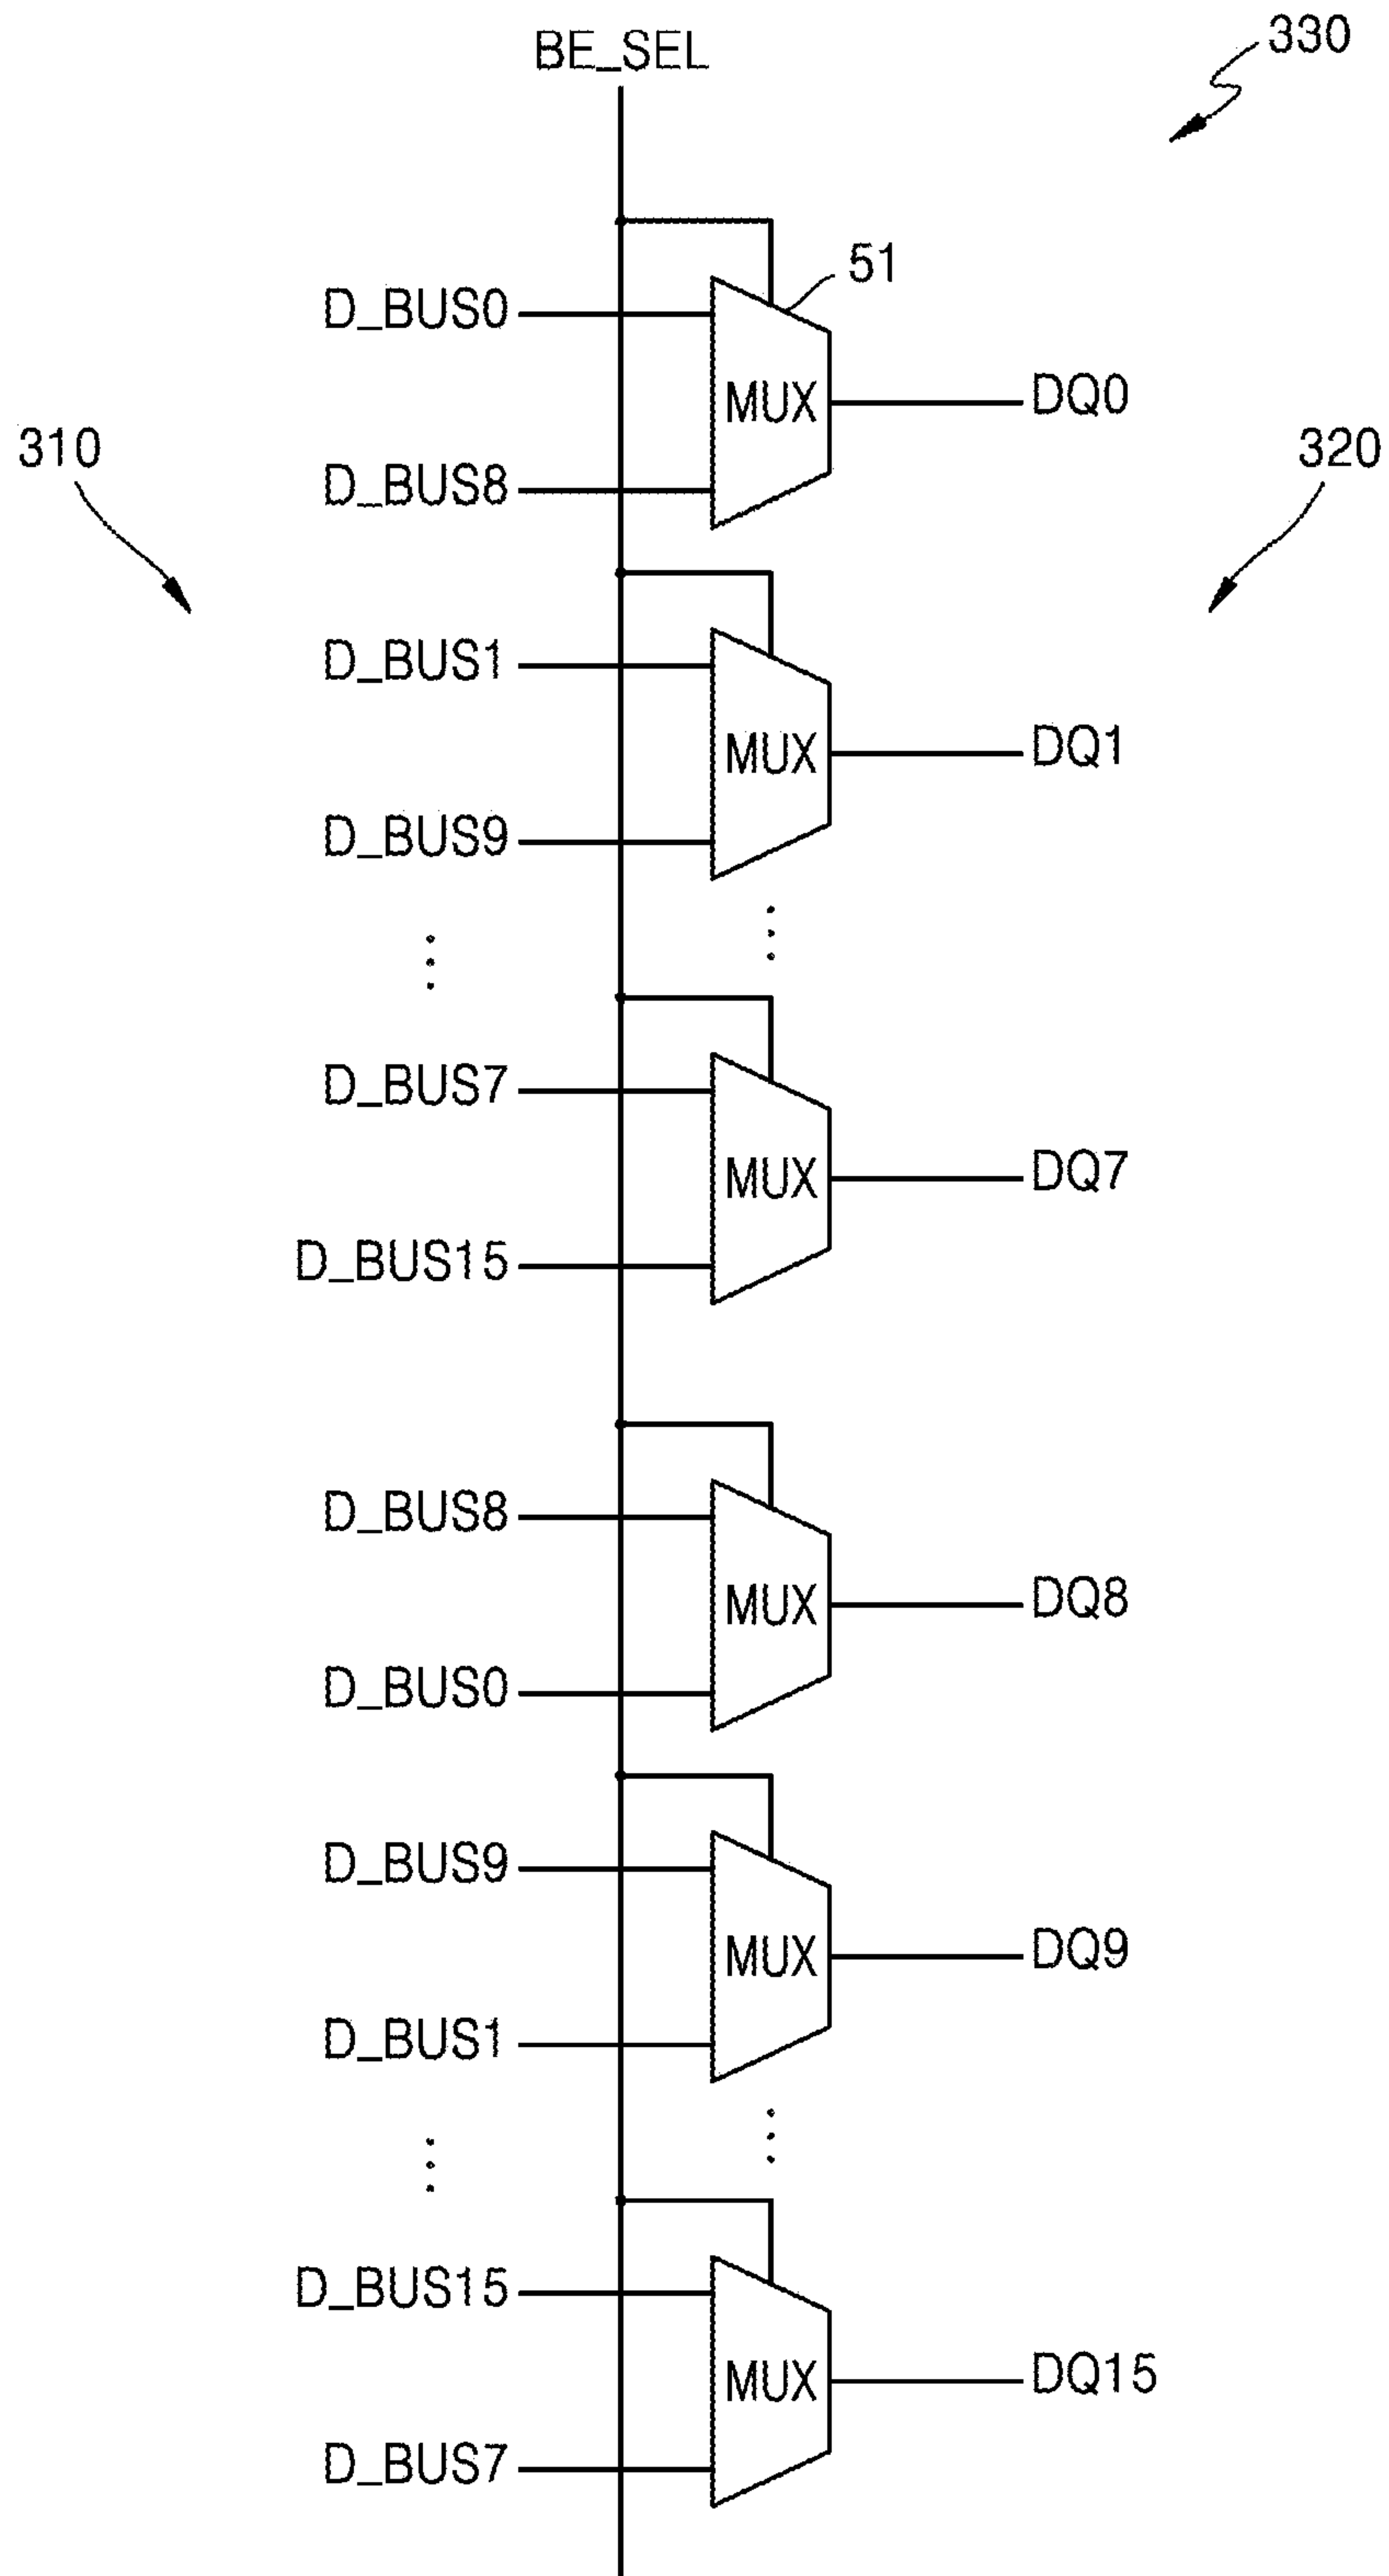 330
BE_SEL
51
D_BUS0
MUX
DQ0
310
320
D_BUS8
D_BUS1
MUX
DQ1
D_BUS9
D_BUS7
MUX
DQ7
D_BUS15
D_BUS8
MUX
DQ8
D_BUS0
D_BUS9
MUX
DQ9
D_BUS1
D_BUS15
MUX
DQ15
D_BUS7